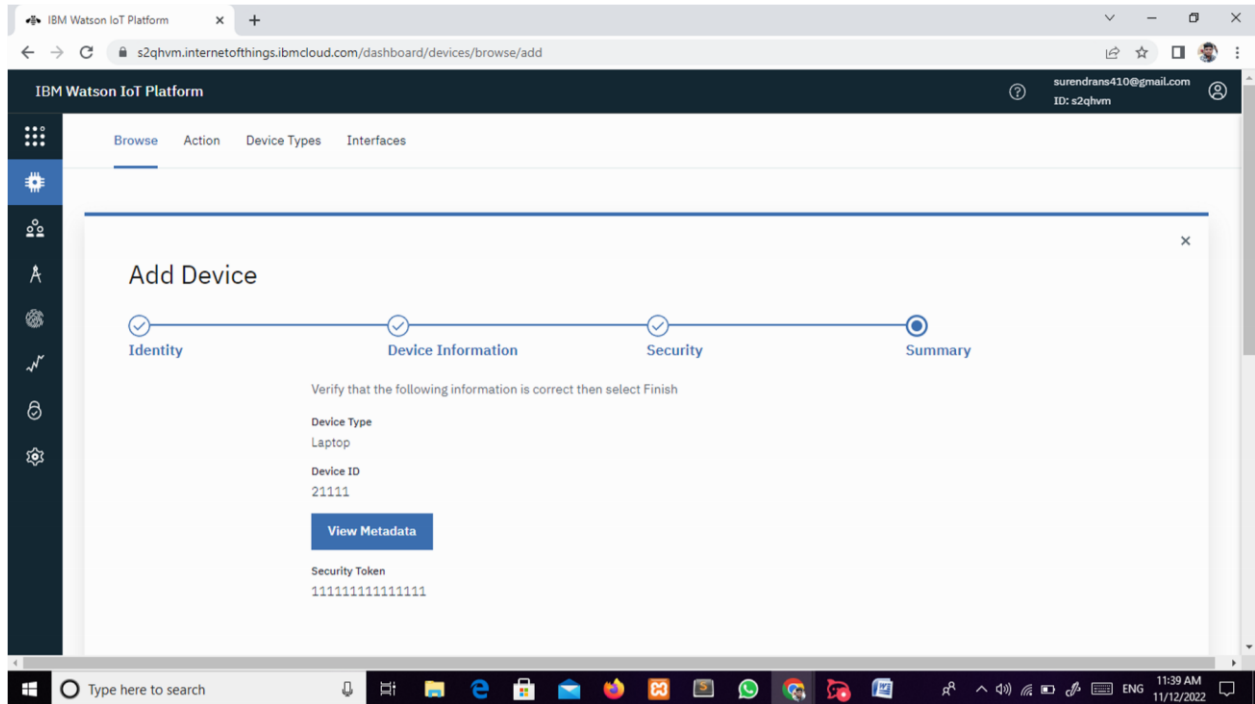 IBM Watson IoT Platform
s2qhvm.internetofthings.ibmcloud.com/dashboard/devices/browse/add
IBM Watson IoT Platform
surendrans410@gmail.com
ID: s2qhvm
Browse Action Device Types Interfaces
Add Device
Identity Device Information Security Summary
Verify that the following information is correct then select Finish
Device Type
Laptop
Device ID
21111
View Metadata
Security Token
111111111111111
Type here to search
ENG
11:39 AM
11/12/2022